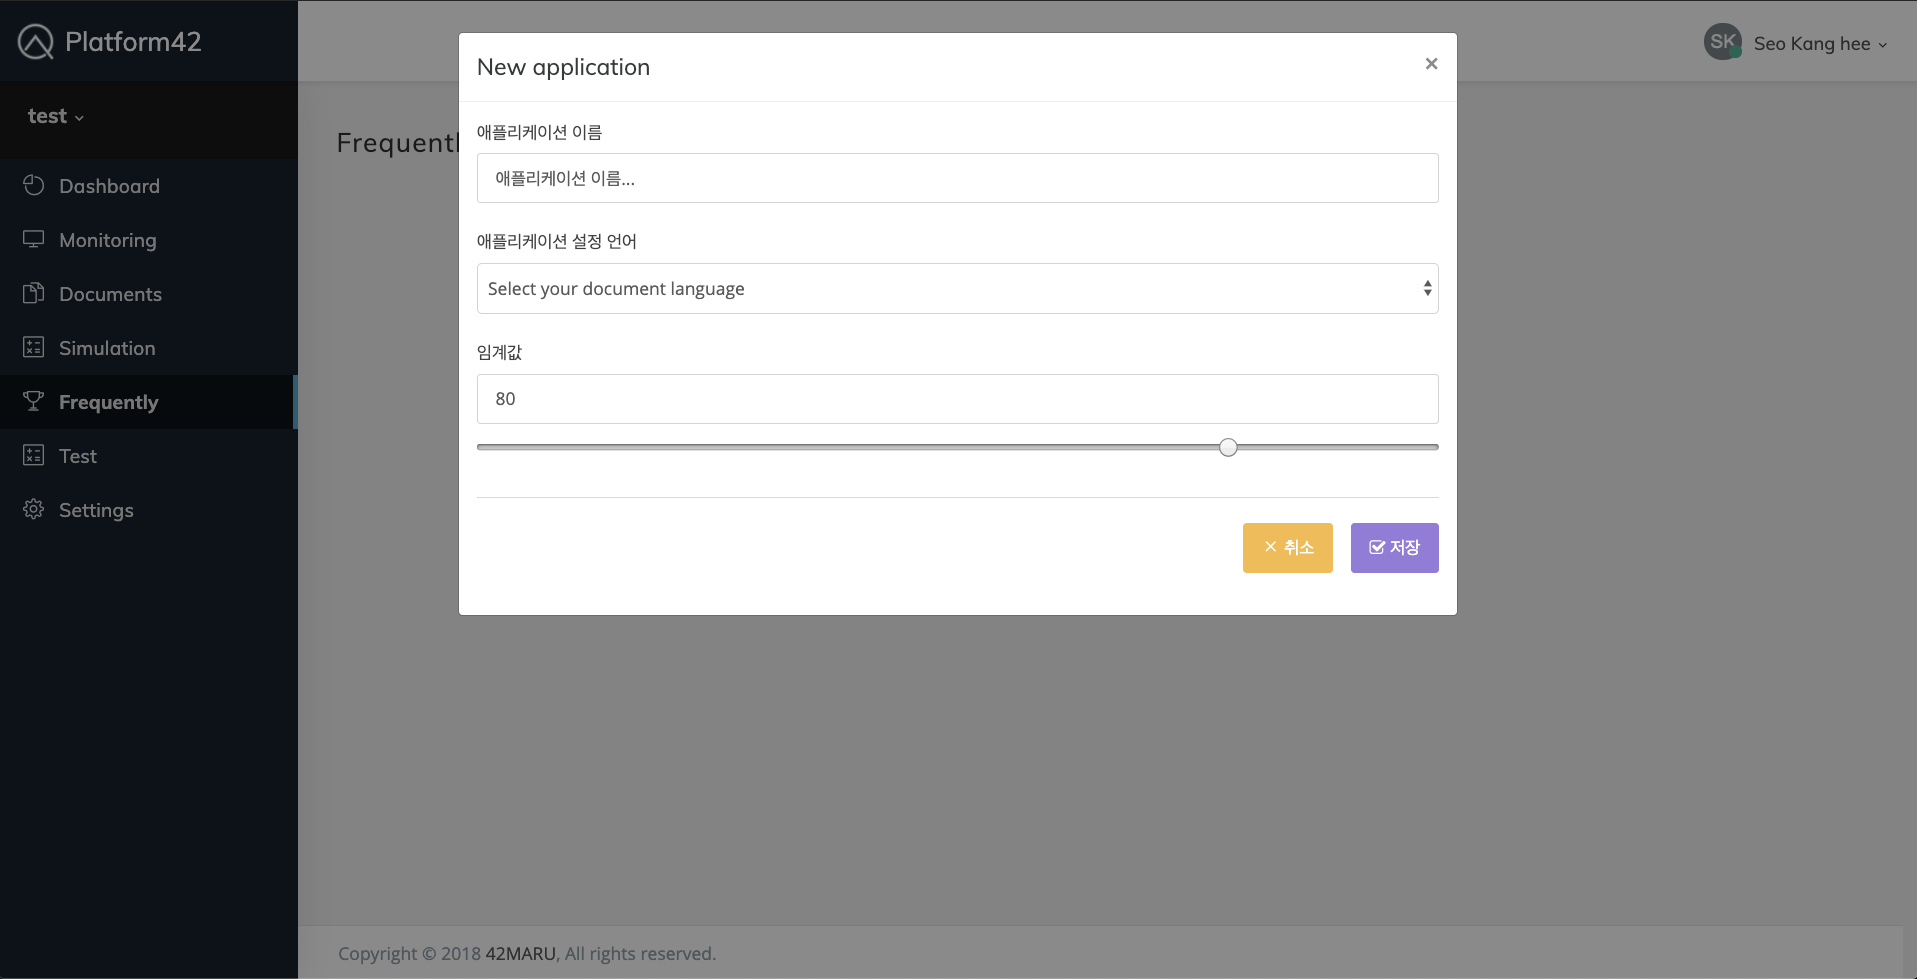 Platform42
test
Dashboard
Monitoring
Documents
Simulation
Frequently
Test
Settings
SK Seo Kang hee
New application ×
애플리케이션 이름
애플리케이션 이름...
애플리케이션 설정 언어
Select your document language
임계값
80
취소
저장
Copyright © 2018 42MARU, All rights reserved.